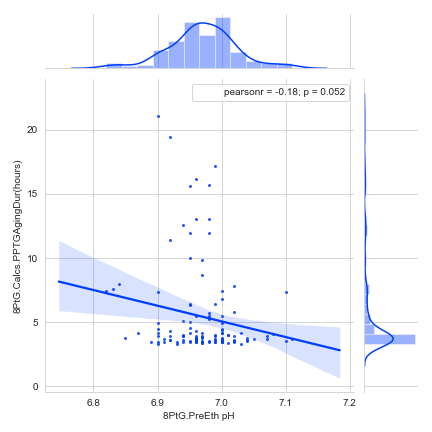 pearsonr = -0.18; p = 0.052
8PtG.Calcs.PPTGAgingDur(hours)
20
15
10
5
0
6.8 6.9 7.0 7.1 7.2
8PtG.PreEth pH